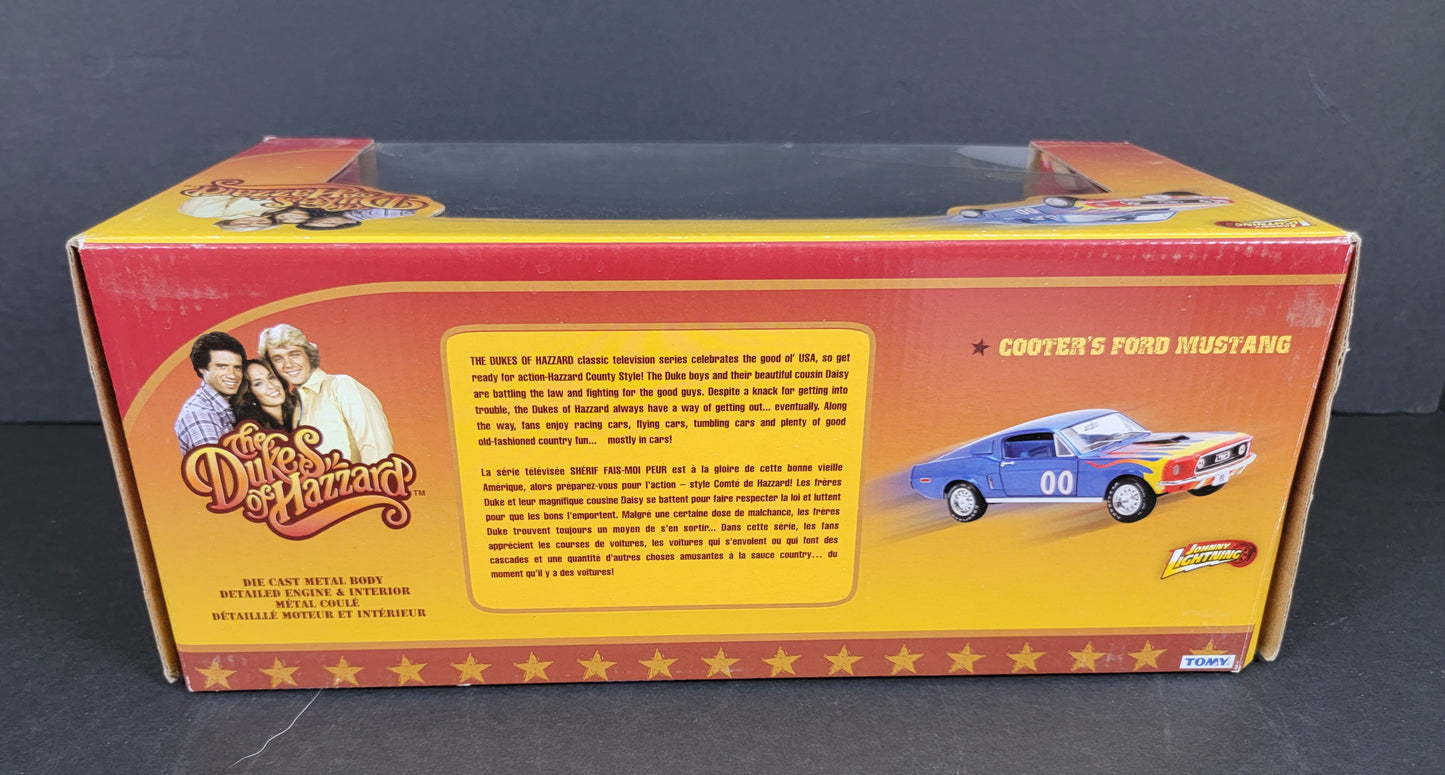 The
Dukes
of Hazzard™
DIE CAST METAL BODY
DETAILED ENGINE & INTERIOR
MÉTAL COULÉ
DÉTAILLLÉ MOTEUR ET INTÉRIEUR
THE DUKES OF HAZZARD classic television series celebrates the good ol' USA, so get
ready for action-Hazzard County Style! The Duke boys and their beautiful cousin Daisy
are battling the law and fighting for the good guys. Despite a knack for getting into
trouble, the Dukes of Hazzard always have a way of getting out... eventually. Along
the way, fans enjoy racing cars, flying cars, tumbling cars and plenty of good
old-fashioned country fun... mostly in cars!
La série télévisée SHÉRIF FAIS-MOI PEUR est à la gloire de cette bonne vieille
Amérique, alors préparez-vous pour l'action – style Comté de Hazzard! Les frères
Duke et leur magnifique cousine Daisy se battent pour faire respecter la loi et luttent
pour que les bons l'emportent. Malgré une certaine dose de malchance, les frères
Duke trouvent toujours un moyen de s'en sortir... Dans cette série, les fans
apprécient les courses de voitures, les voitures qui s'envolent ou qui font des
cascades et une quantité d'autres choses amusantes à la sauce country... du
moment qu'il y a des voitures!
COOTER'S FORD MUSTANG
00
JOHNNY
LIGHTNING
TOMY